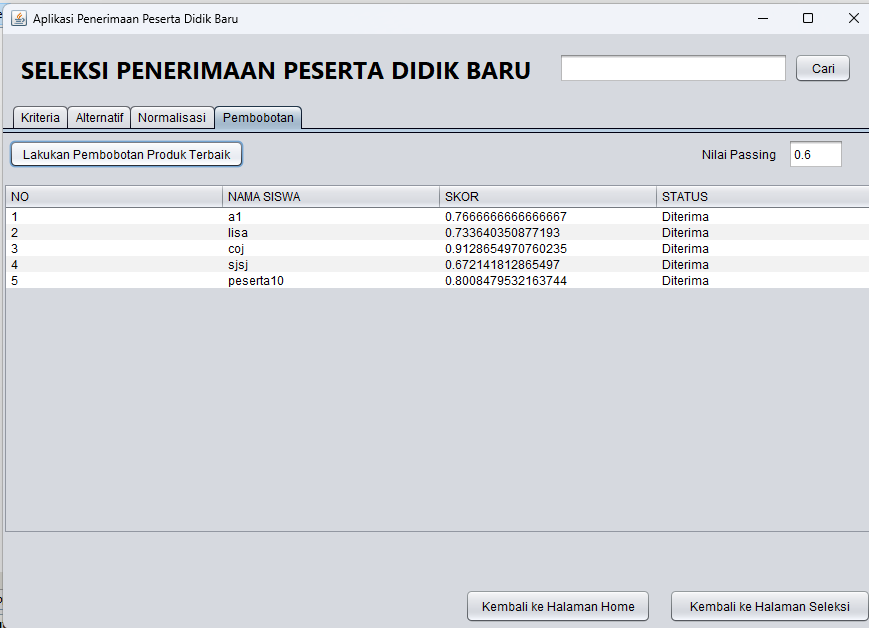 Aplikasi Penerimaan Peserta Didik Baru
SELEKSI PENERIMAAN PESERTA DIDIK BARU Cari
Kriteria Alternatif Normalisasi Pembobotan
Lakukan Pembobotan Produk Terbaik Nilai Passing 0.6
NO NAMA SISWA SKOR STATUS
1 a1 0.7666666666666667 Diterima
2 lisa 0.733640350877193 Diterima
3 coj 0.9128654970760235 Diterima
4 sjsj 0.672141812865497 Diterima
5 peserta10 0.8008479532163744 Diterima
Kembali ke Halaman Home Kembali ke Halaman Seleksi